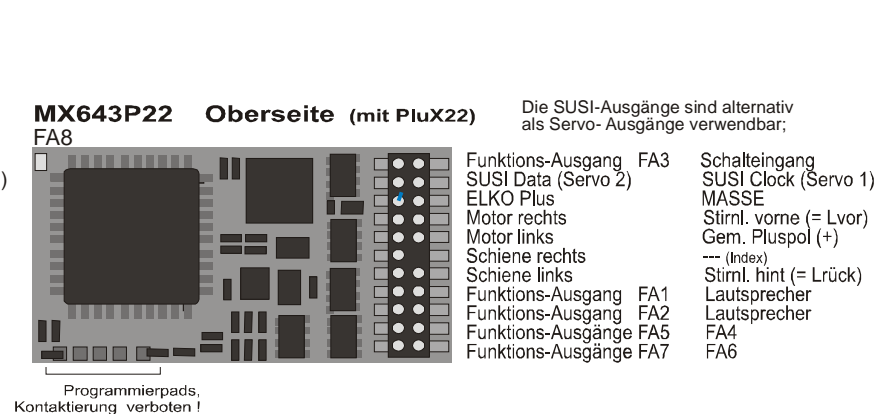 MX643P22 Oberseite (mit PluX22)
FA8
Die SUSI-Ausgänge sind alternativ
als Servo- Ausgänge verwendbar;
)
Funktions-Ausgang FA3 Schalteingang
SUSI Data (Servo 2) SUSI Clock (Servo 1)
ELKO Plus MASSE
Motor rechts Stirnl. vorne (= Lvor)
Motor links Gem. Pluspol (+)
Schiene rechts --- (Index)
Schiene links Stirnl. hint (= Lrück)
Funktions-Ausgang FA1 Lautsprecher
Funktions-Ausgang FA2 Lautsprecher
Funktions-Ausgänge FA5 FA4
Funktions-Ausgänge FA7 FA6
Programmierpads,
Kontaktierung verboten !